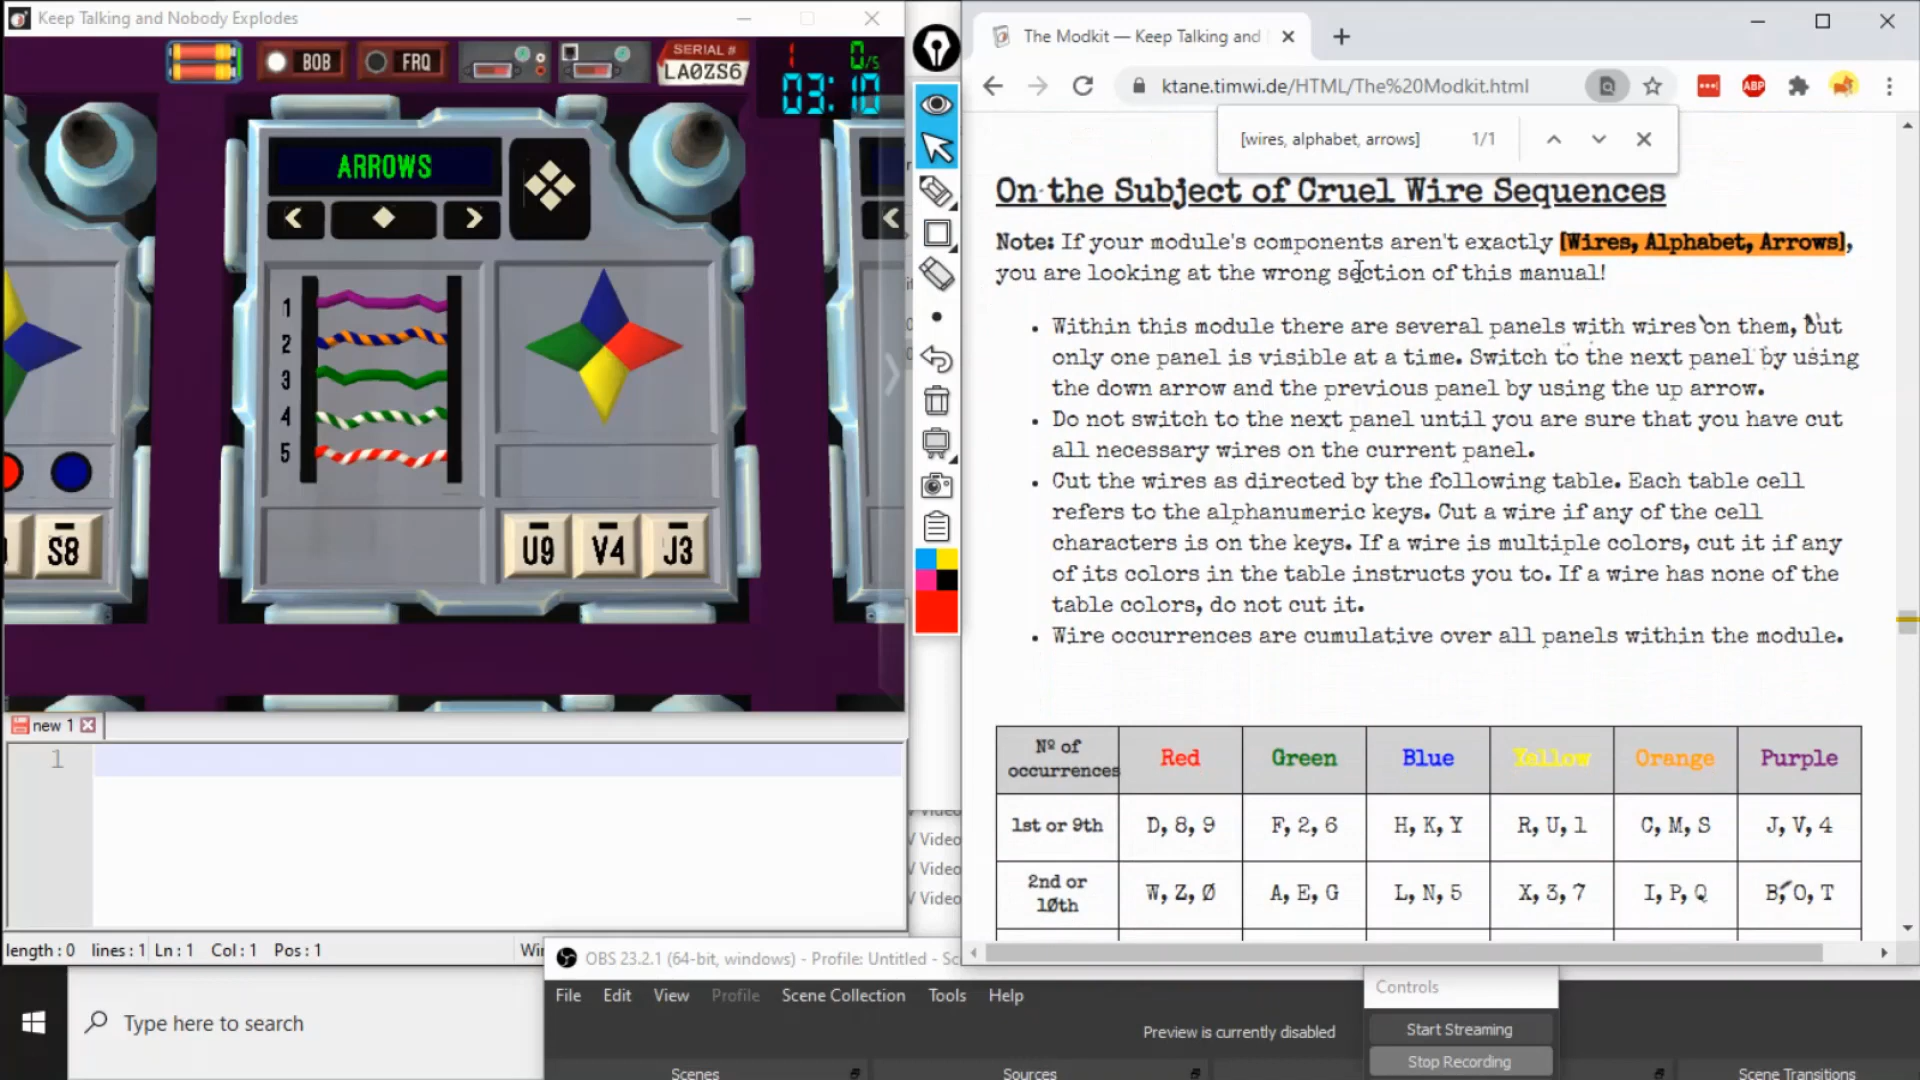 Keep Talking and Nobody Explodes
BOB
FRQ
SERIAL #
LA0ZS6
1
0/5
03:10
ARROWS
1
2
3
4
5
S8
U9
V4
J3
new 1
1
length : 0 lines : 1 Ln : 1 Col : 1 Pos : 1
Type here to search
The Modkit — Keep Talking and
ktane.timwi.de/HTML/The%20Modkit.html
ABP
[wires, alphabet, arrows] 1/1
On the Subject of Cruel Wire Sequences
Note: If your module's components aren't exactly [Wires, Alphabet, Arrows],
you are looking at the wrong section of this manual!
• Within this module there are several panels with wires on them, but
only one panel is visible at a time. Switch to the next panel by using
the down arrow and the previous panel by using the up arrow.
• Do not switch to the next panel until you are sure that you have cut
all necessary wires on the current panel.
• Cut the wires as directed by the following table. Each table cell
refers to the alphanumeric keys. Cut a wire if any of the cell
characters is on the keys. If a wire is multiple colors, cut it if any
of its colors in the table instructs you to. If a wire has none of the
table colors, do not cut it.
• Wire occurrences are cumulative over all panels within the module.
Nº of
occurrences
Red
Green
Blue
Yellow
Orange
Purple
1st or 9th
D, 8, 9
F, 2, 6
H, K, Y
R, U, 1
C, M, S
J, V, 4
2nd or
10th
W, Z, Ø
A, E, G
L, N, 5
X, 3, 7
I, P, Q
B, O, T
V Video
V Video
V Video
OBS 23.2.1 (64-bit, windows) - Profile: Untitled - Sc
File Edit View Profile Scene Collection Tools Help
Preview is currently disabled
Controls
Start Streaming
Stop Recording
Scenes
Sources
Scene Transitions